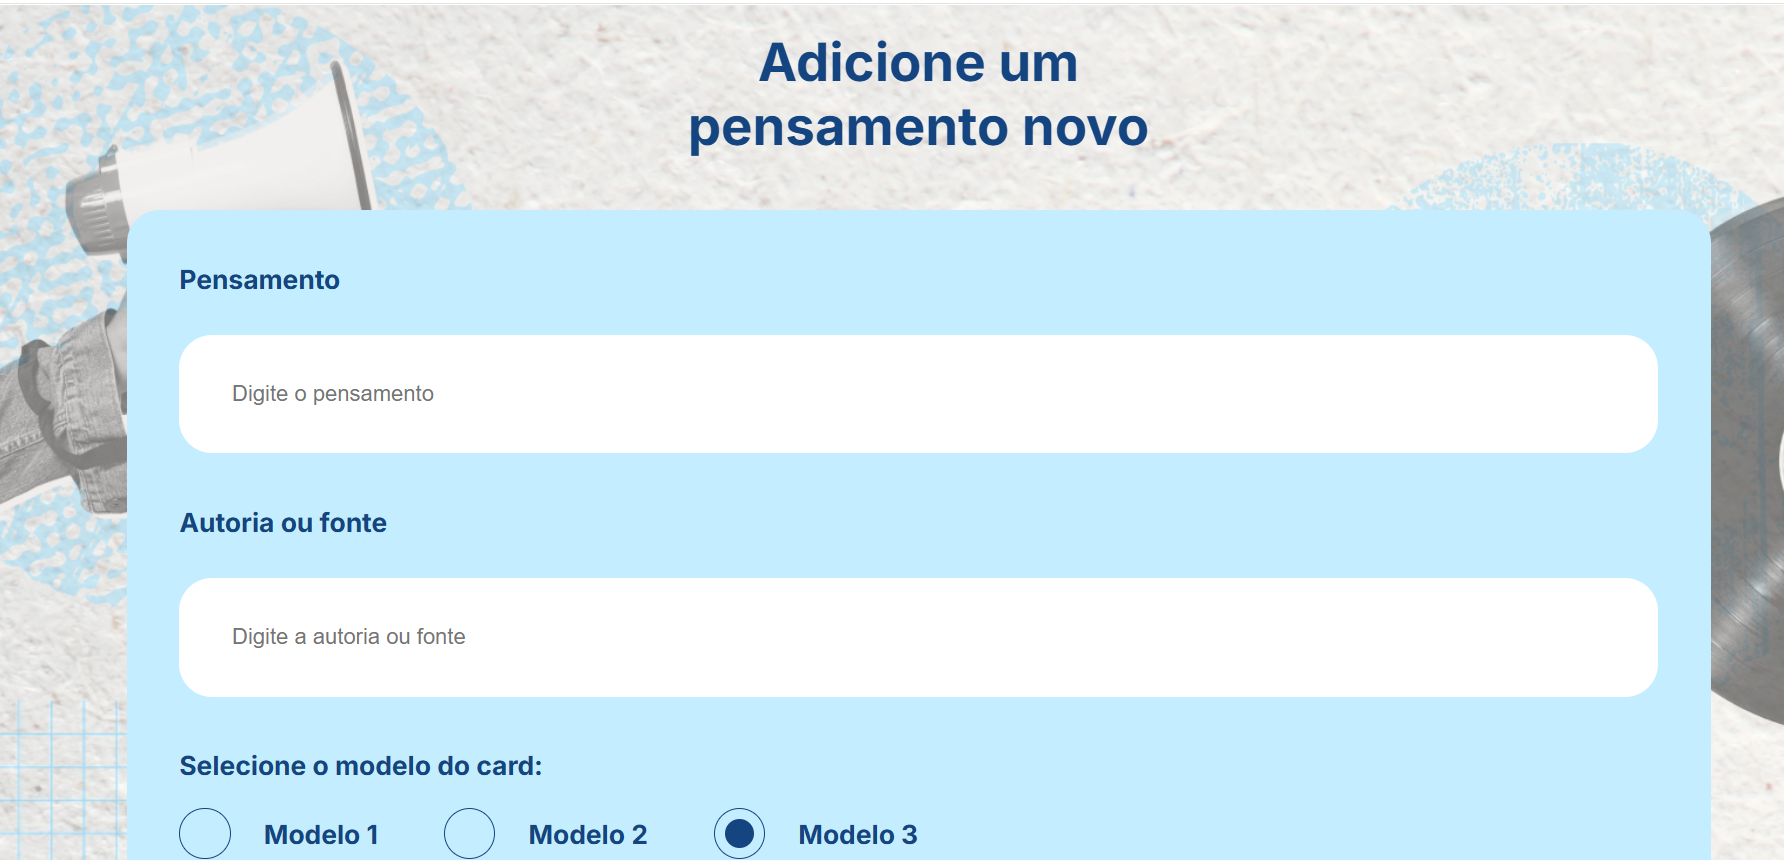 Adicione um
pensamento novo
Pensamento
Digite o pensamento
Autoria ou fonte
Digite a autoria ou fonte
Selecione o modelo do card:
Modelo 1 Modelo 2 Modelo 3